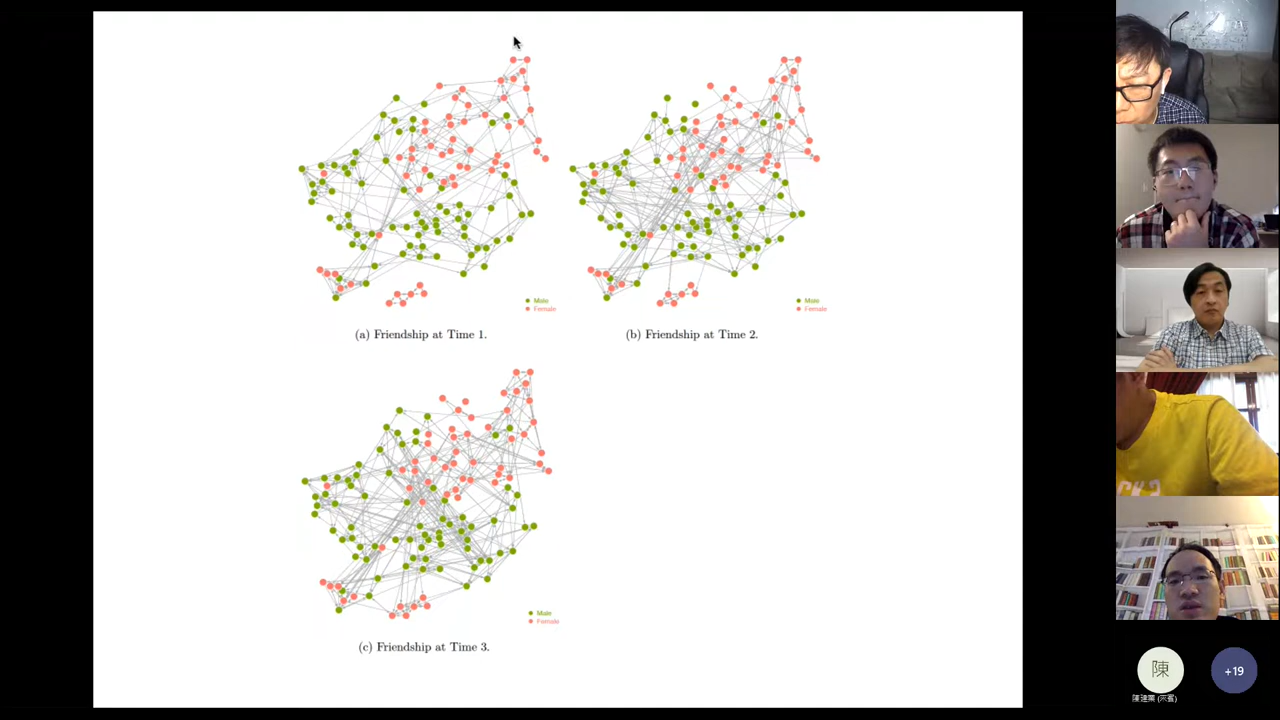 Male
Female
Male
Female
(a) Friendship at Time 1.
(b) Friendship at Time 2.
Male
Female
(c) Friendship at Time 3.
陳
+19